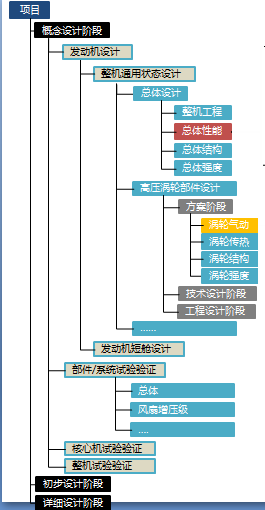 项目
概念设计阶段
发动机设计
整机通用状态设计
总体设计
整机工程
总体性能
总体结构
总体强度
高压涡轮部件设计
方案阶段
涡轮气动
涡轮传热
涡轮结构
涡轮强度
技术设计阶段
工程设计阶段
......
发动机短舱设计
部件/系统试验验证
总体
风扇增压级
....
核心机试验验证
整机试验验证
初步设计阶段
详细设计阶段